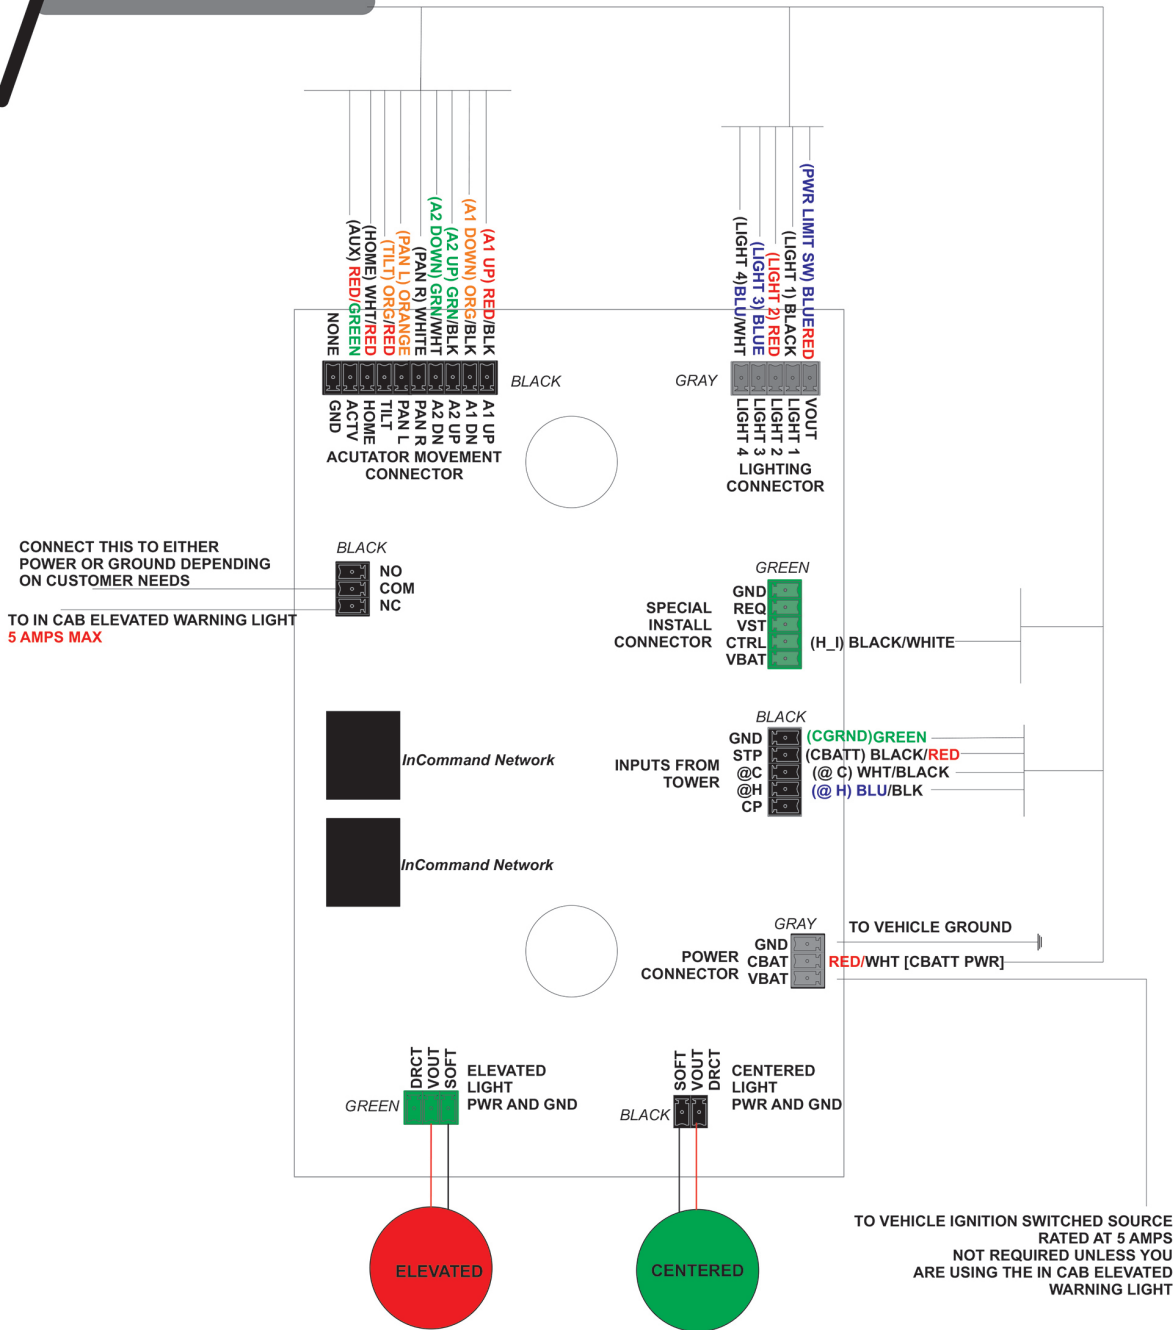 (AUX) RED/GREEN
(HOME) WHT/RED
(TILT) ORG/RED
(PAN L) ORANGE
(PAN R) WHITE
(A2 DOWN) GRN/WHT
(A2 UP) GRN/BLK
(A1 DOWN) ORG/BLK
(A1 UP) RED/BLK
NONE
(LIGHT 4)BLU/WHT
(LIGHT 3) BLUE
(LIGHT 2) RED
(LIGHT 1) BLACK
(PWR LIMIT SW) BLUERED
BLACK
GRAY
GND
ACTV
HOME
TILT
PAN L
PAN R
A2 DN
A2 UP
A1 DN
A1 UP
ACUTATOR MOVEMENT
CONNECTOR
LIGHT 4
LIGHT 3
LIGHT 2
LIGHT 1
VOUT
LIGHTING
CONNECTOR
CONNECT THIS TO EITHER
POWER OR GROUND DEPENDING
ON CUSTOMER NEEDS
BLACK
NO
COM
NC
TO IN CAB ELEVATED WARNING LIGHT
5 AMPS MAX
GREEN
SPECIAL
INSTALL
CONNECTOR
GND
REQ
VST
CTRL
VBAT
(H_I) BLACK/WHITE
BLACK
INPUTS FROM
TOWER
GND
STP
@C
@H
CP
(CGRND)GREEN
(CBATT) BLACK/RED
(@ C) WHT/BLACK
(@ H) BLU/BLK
InCommand Network
InCommand Network
GRAY
POWER
CONNECTOR
GND
CBAT
VBAT
TO VEHICLE GROUND
RED/WHT [CBATT PWR]
DRCT
VOUT
SOFT
ELEVATED
LIGHT
PWR AND GND
GREEN
SOFT
VOUT
DRCT
CENTERED
LIGHT
PWR AND GND
BLACK
ELEVATED
CENTERED
TO VEHICLE IGNITION SWITCHED SOURCE
RATED AT 5 AMPS
NOT REQUIRED UNLESS YOU
ARE USING THE IN CAB ELEVATED
WARNING LIGHT